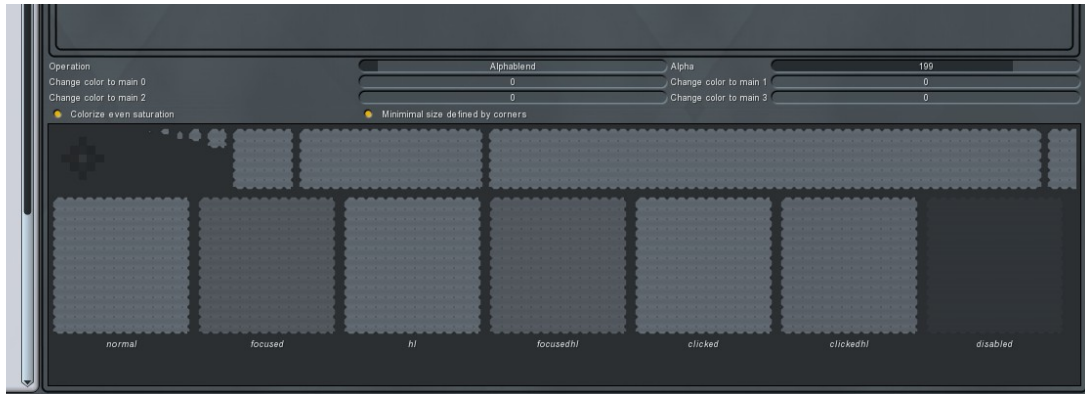 Operation Alphablend Alpha 199
Change color to main 0 0 Change color to main 1 0
Change color to main 2 0 Change color to main 3 0
Colorize even saturation Minimimal size defined by corners
normal focused hl focusedhl clicked clickedhl disabled